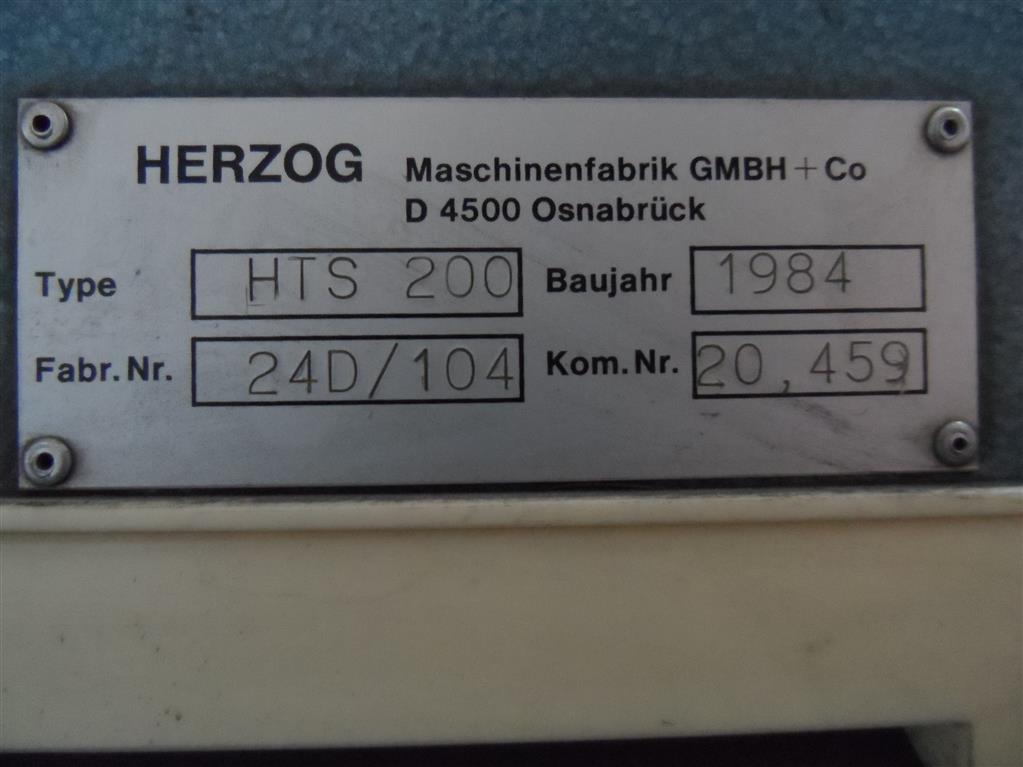 HERZOG Maschinenfabrik GMBH + Co
D 4500 Osnabrück
Type HTS 200 Baujahr 1984
Fabr. Nr. 24D/104 Kom. Nr. 20,459